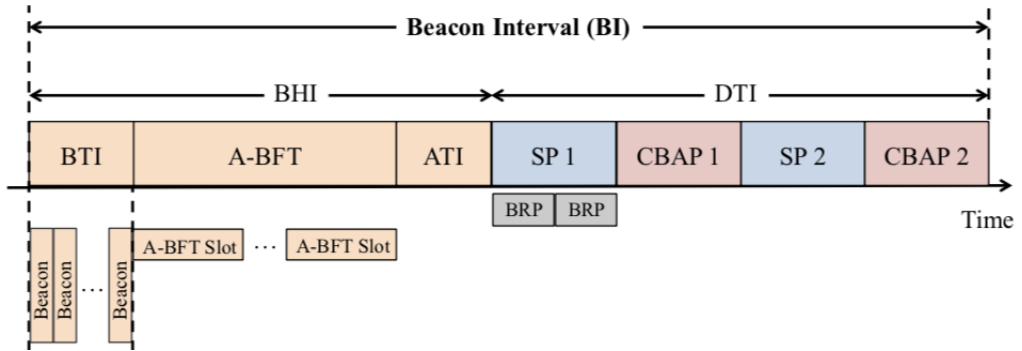 Beacon Interval (BI)
BHI
DTI
BTI
A-BFT
ATI
SP 1
CBAP 1
SP 2
CBAP 2
BRP
BRP
Time
A-BFT Slot
...
A-BFT Slot
Beacon
Beacon
...
Beacon